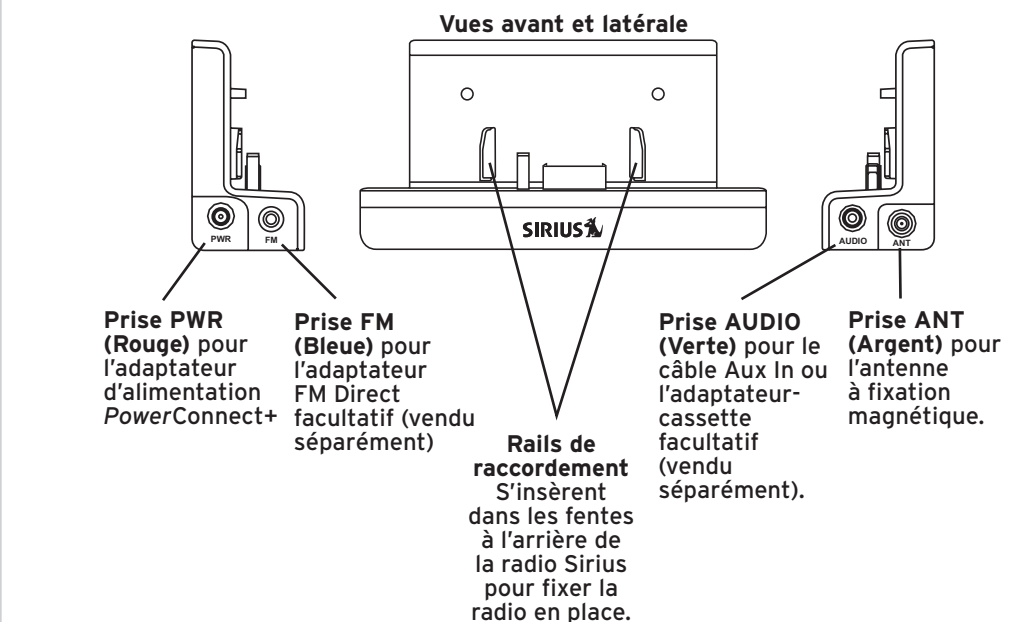 Vues avant et latérale
SIRIUS
PWR
FM
AUDIO
ANT
Prise PWR
(Rouge) pour
l'adaptateur
d'alimentation
PowerConnect+
Prise FM
(Bleue) pour
l'adaptateur
FM Direct
facultatif (vendu
séparément)
Rails de
raccordement
S'insèrent
dans les fentes
à l'arrière de
la radio Sirius
pour fixer la
radio en place.
Prise AUDIO
(Verte) pour le
câble Aux In ou
l'adaptateur-
cassette
facultatif
(vendu
séparément).
Prise ANT
(Argent) pour
l'antenne
à fixation
magnétique.